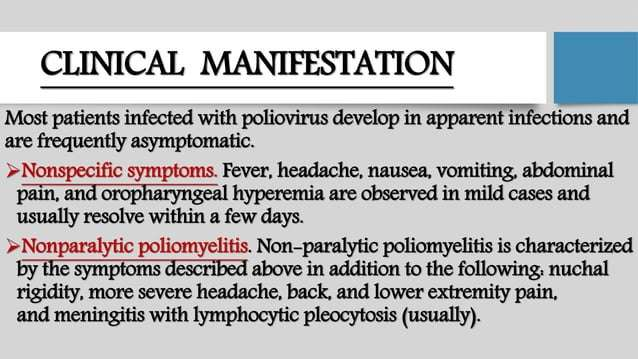 CLINICAL MANIFESTATION
Most patients infected with poliovirus develop in apparent infections and
are frequently asymptomatic.
➢Nonspecific symptoms. Fever, headache, nausea, vomiting, abdominal
pain, and oropharyngeal hyperemia are observed in mild cases and
usually resolve within a few days.
➢Nonparalytic poliomyelitis. Non-paralytic poliomyelitis is characterized
by the symptoms described above in addition to the following: nuchal
rigidity, more severe headache, back, and lower extremity pain,
and meningitis with lymphocytic pleocytosis (usually).